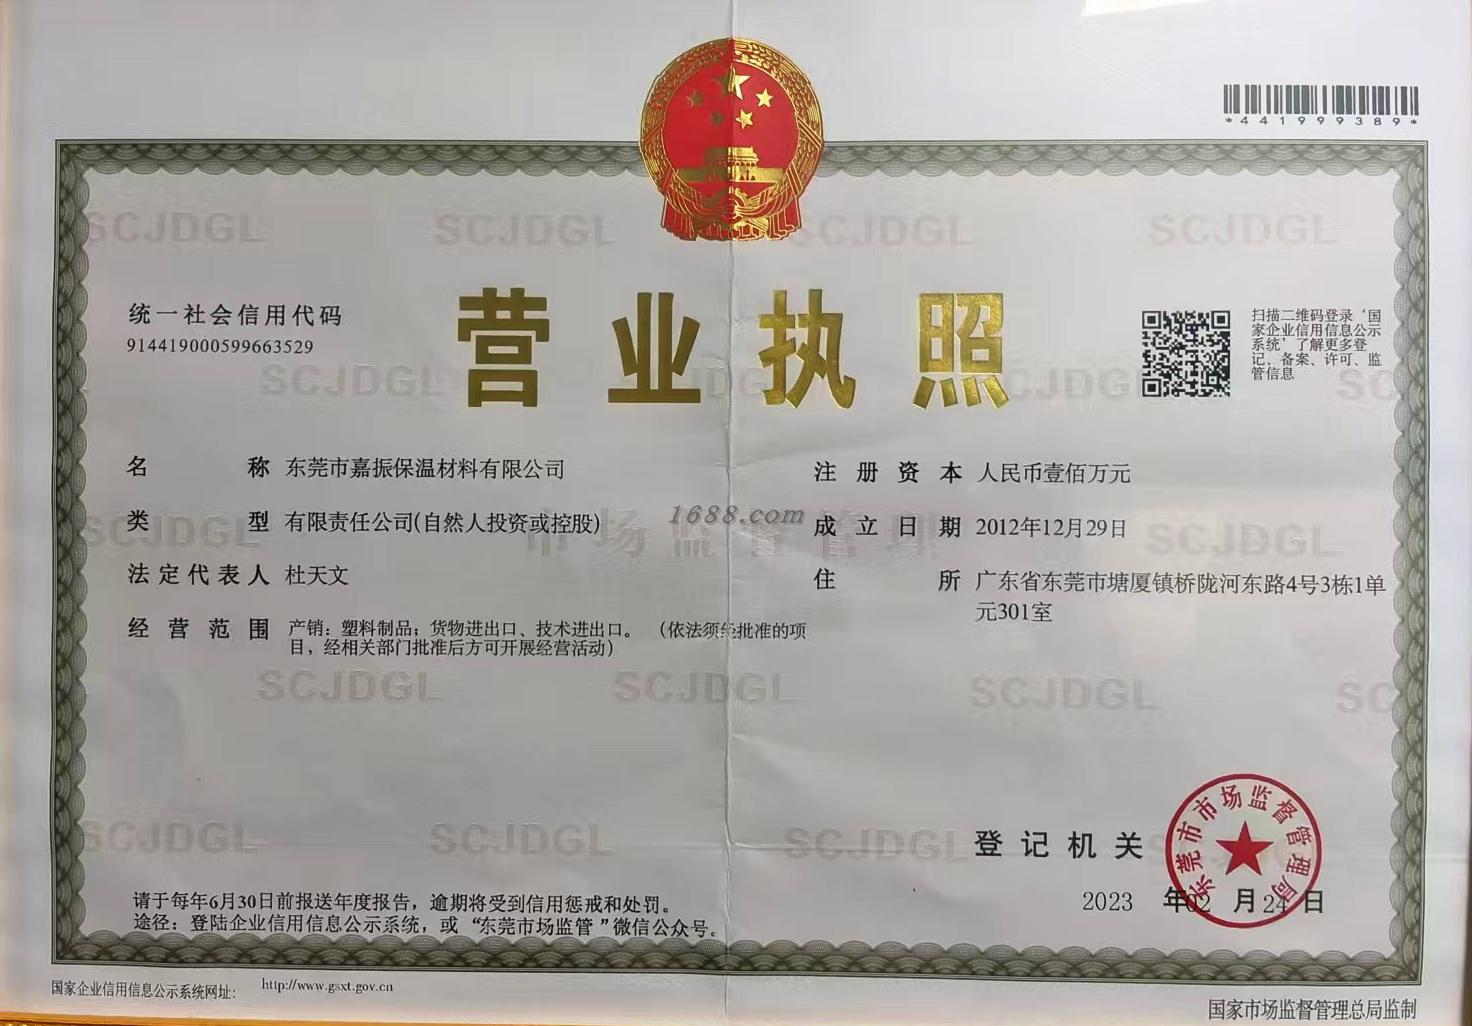 *441999389*
统一社会信用代码
914419000599663529
营业执照
扫描二维码登录‘国
家企业信用信息公示
系统’了解更多登
记、备案、许可、监
管信息
名称 东莞市嘉振保温材料有限公司
类型 有限责任公司(自然人投资或控股)
法定代表人 杜天文
经营范围 产销：塑料制品；货物进出口、技术进出口。（依法须经批准的项
目，经相关部门批准后方可开展经营活动）
注册资本 人民币壹佰万元
成立日期 2012年12月29日
住所 广东省东莞市塘厦镇桥陇河东路4号3栋1单
元301室
1688.com
市场监督管理
SCJDGL
登记机关
东莞市市场监督管理局
2023 年02 月24日
请于每年6月30日前报送年度报告，逾期将受到信用惩戒和处罚。
途径：登陆企业信用信息公示系统，或“东莞市场监管”微信公众号。
国家企业信用信息公示系统网址： http://www.gsxt.gov.cn
国家市场监督管理总局监制